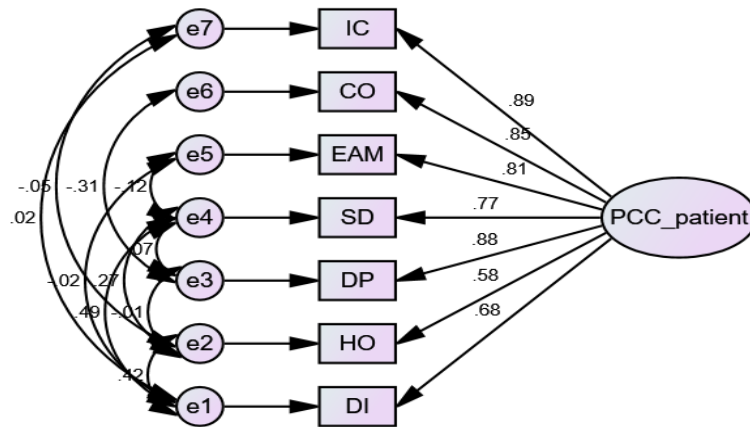 e7 IC
.89
e6 CO
.85
e5 EAM
.81
-.05 -.31 -.12
.02 e4 SD
.77
PCC_patient
.07
.88
-.02 .27
e3 DP
.58
.49 -.01
e2 HO
.68
.42
e1 DI